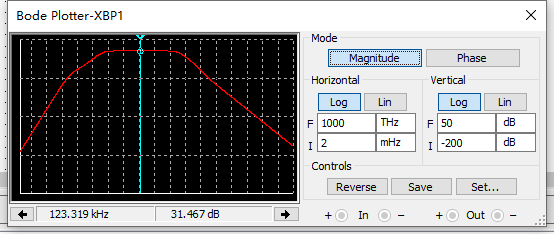 Bode Plotter-XBP1
Mode
Magnitude Phase
Horizontal Vertical
Log Lin Log Lin
F 1000 THz F 50 dB
I 2 mHz I -200 dB
Controls
Reverse Save Set...
123.319 kHz 31.467 dB
+ In − + Out −